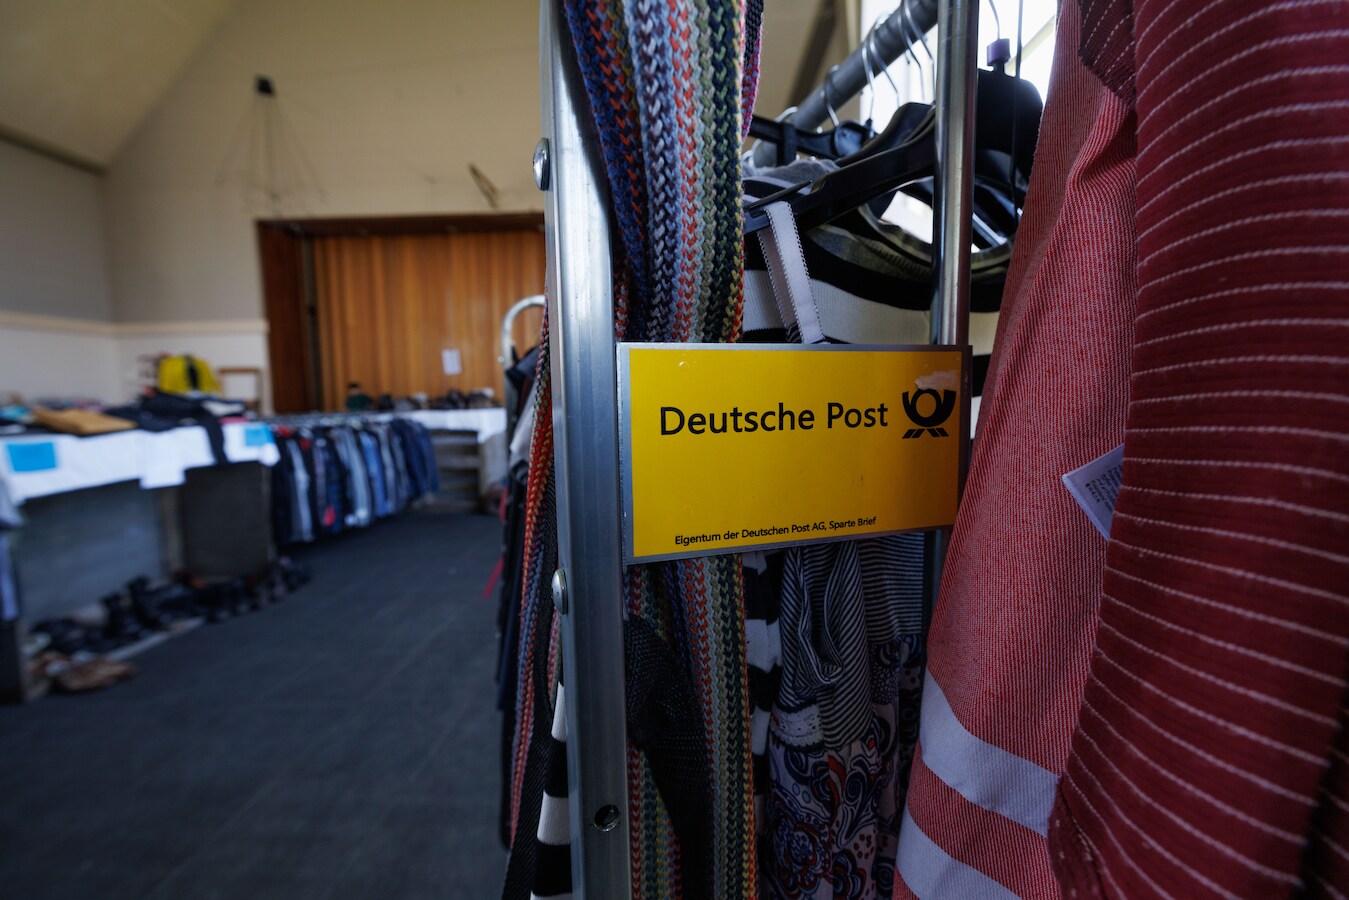 Deutsche Post
Eigentum der Deutschen Post AG, Sparte Brief